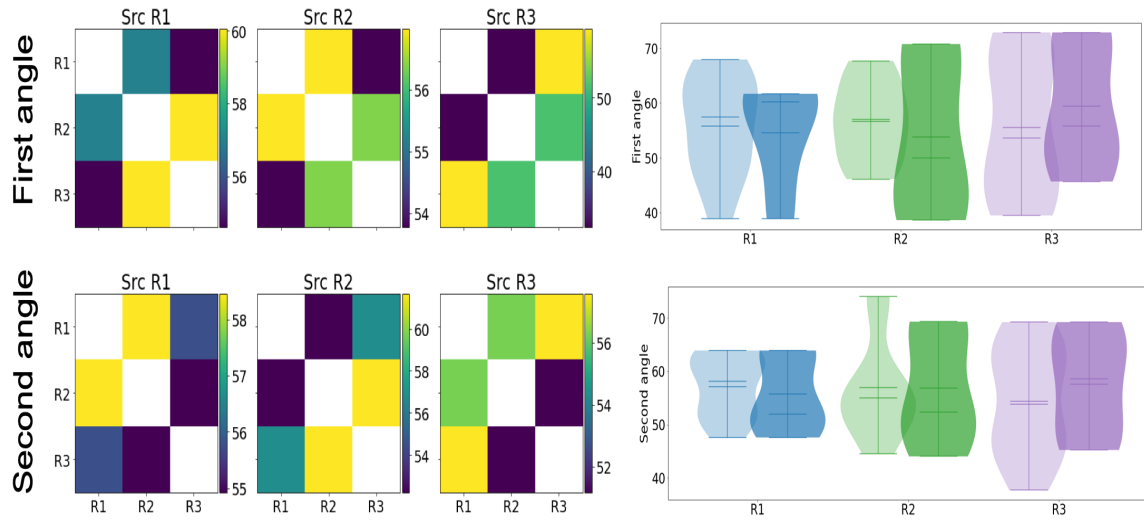 First angle
Src R1
Src R2
Src R3
R1
R2
R3
60
58
56
56
55
54
50
40
First angle
70
60
50
40
R1
R2
R3
Second angle
Src R1
Src R2
Src R3
R1
R2
R3
R1
R2
R3
58
57
56
55
R1
R2
R3
60
58
56
54
R1
R2
R3
56
54
52
Second angle
70
60
50
40
R1
R2
R3